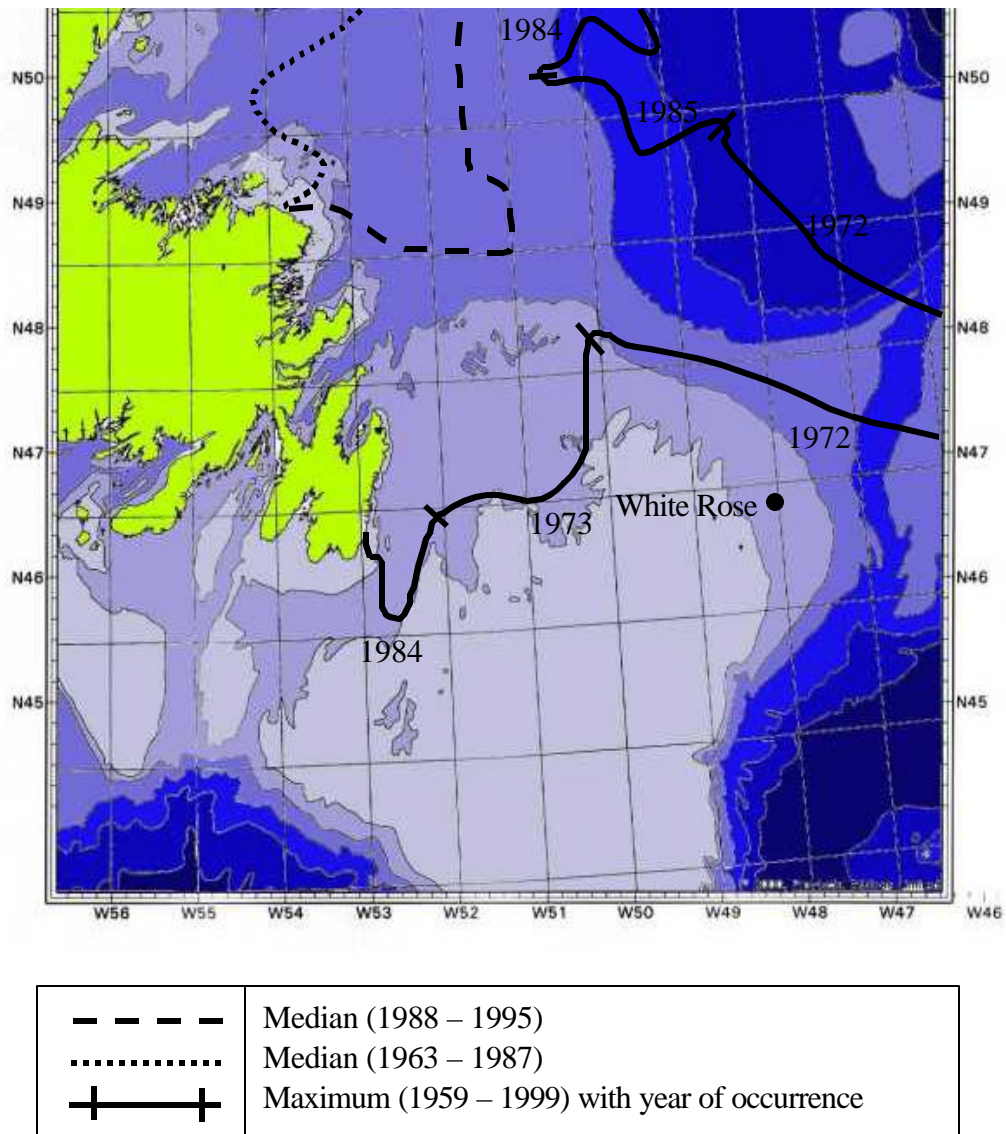 1984
N50 N50
1985
N49 N49
1972
N48 N48
1972
N47 N47
White Rose
1973
N46 N46
1984
N45 N45
W56 W55 W54 W53 W52 W51 W50 W49 W48 W47 W46
Median (1988 – 1995)
Median (1963 – 1987)
Maximum (1959 – 1999) with year of occurrence